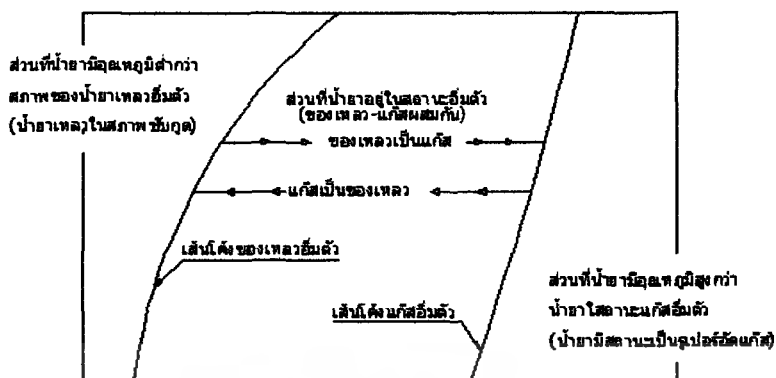 ส่วนที่น้ำยามีอุณหภูมิต่ำกว่า
สภาพของน้ำยาเหลวอิ่มตัว
(น้ำยาเหลวในสภาพซับกูด)
ส่วนที่น้ำยาอยู่ในสถานะอิ่มตัว
(ของเหลว-แก๊สผสมกัน)
ของเหลวเป็นแก๊ส
แก๊สเป็นของเหลว
เส้นโค้งของเหลวอิ่มตัว
เส้นโค้งแก๊สอิ่มตัว
ส่วนที่น้ำยามีอุณหภูมิสูงกว่า
น้ำยาใสถานะแก๊สอิ่มตัว
(น้ำยามีสถานะเป็นซูเปอร์ฮีตแก๊ส)